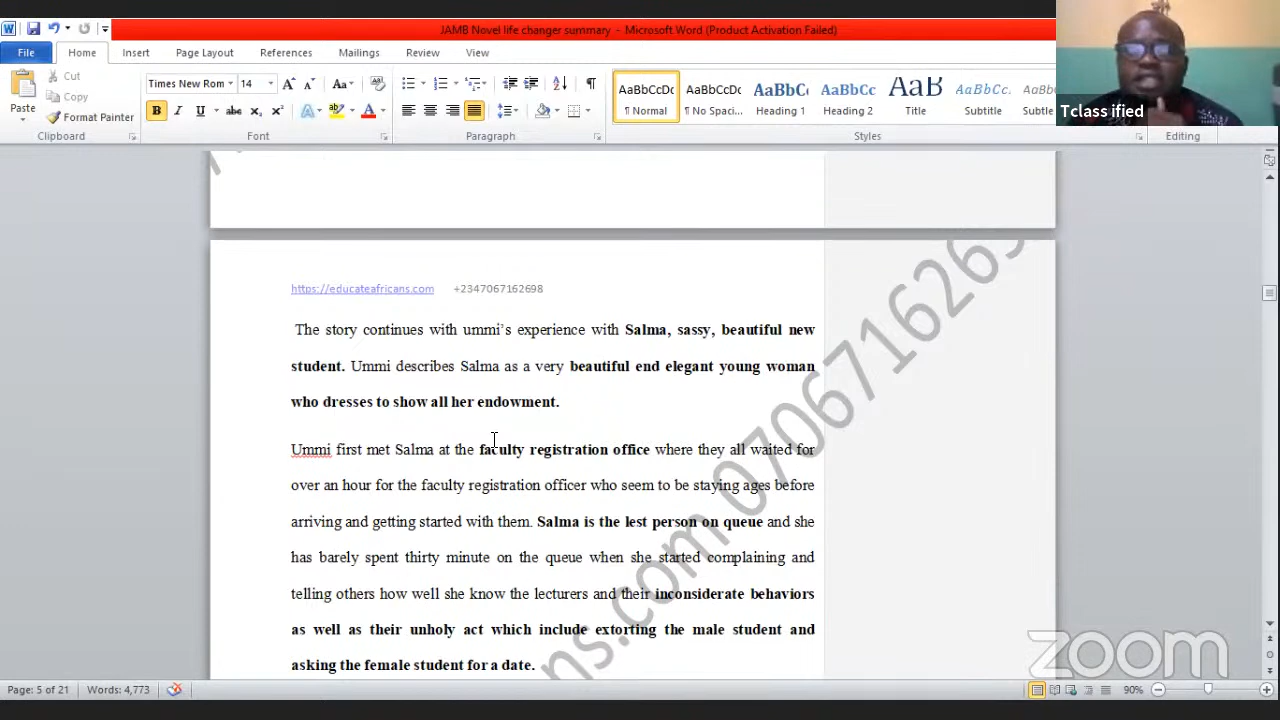 JAMB Novel life changer summary - Microsoft Word (Product Activation Failed)
File Home Insert Page Layout References Mailings Review View
Cut
Copy
Format Painter
Paste
Times New Rom 14
AaBbCcDc AaBbCcDc AaBbC AaBbCc AaB AaBbCc. AaBb
¶ Normal ¶ No Spaci... Heading 1 Heading 2 Title Subtitle Subtle
Clipboard Font Paragraph Styles Editing
Tclass ified
https://educateafricans.com +2347067162698
The story continues with ummi’s experience with Salma, sassy, beautiful new
student. Ummi describes Salma as a very beautiful end elegant young woman
who dresses to show all her endowment.
Ummi first met Salma at the faculty registration office where they all waited for
over an hour for the faculty registration officer who seem to be staying ages before
arriving and getting started with them. Salma is the lest person on queue and she
has barely spent thirty minute on the queue when she started complaining and
telling others how well she know the lecturers and their inconsiderate behaviors
as well as their unholy act which include extorting the male student and
asking the female student for a date.
ns.com 0706716269
zoom
Page: 5 of 21 Words: 4,773 90%